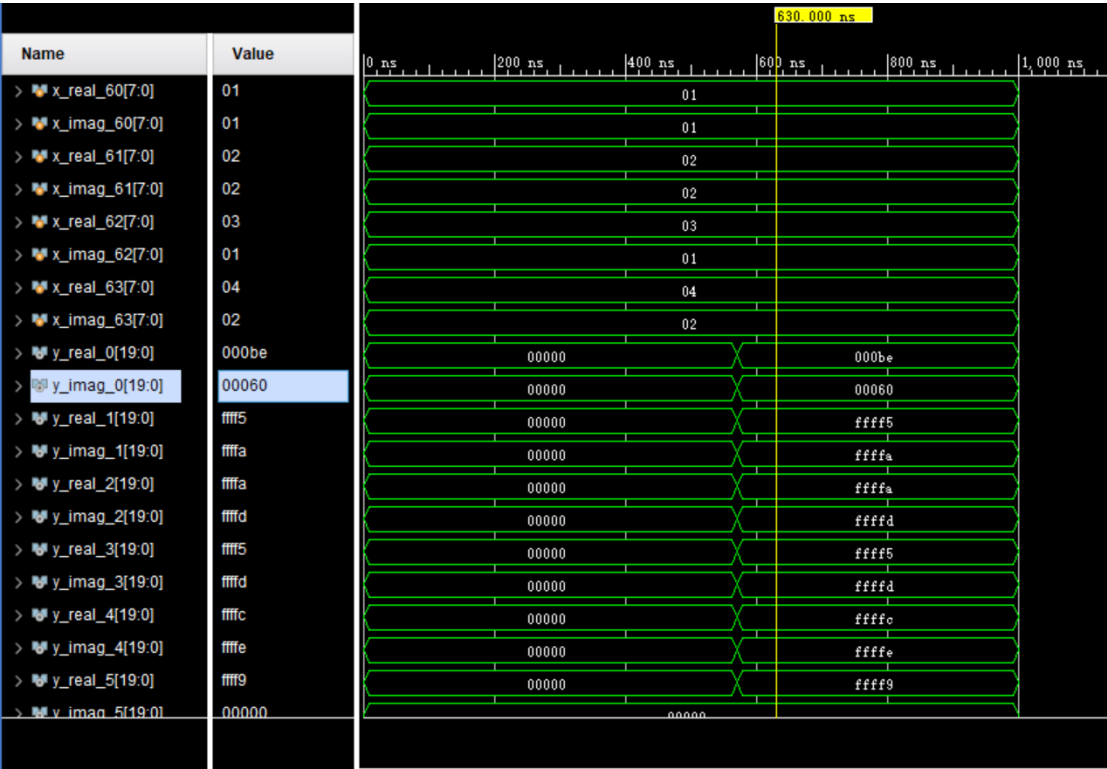 630.000 ns
Name Value
0 ns 200 ns 400 ns 600 ns 800 ns 1,000 ns
x_real_60[7:0] 01 01
x_imag_60[7:0] 01 01
x_real_61[7:0] 02 02
x_imag_61[7:0] 02 02
x_real_62[7:0] 03 03
x_imag_62[7:0] 01 01
x_real_63[7:0] 04 04
x_imag_63[7:0] 02 02
y_real_0[19:0] 000be 00000 000be
y_imag_0[19:0] 00060 00000 00060
y_real_1[19:0] ffff5 00000 ffff5
y_imag_1[19:0] ffffa 00000 ffffa
y_real_2[19:0] ffffa 00000 ffffa
y_imag_2[19:0] ffffd 00000 ffffd
y_real_3[19:0] ffff5 00000 ffff5
y_imag_3[19:0] ffffd 00000 ffffd
y_real_4[19:0] ffffc 00000 ffffc
y_imag_4[19:0] ffffe 00000 ffffe
y_real_5[19:0] ffff9 00000 ffff9
y_imag_5[19:0] 00000 00000